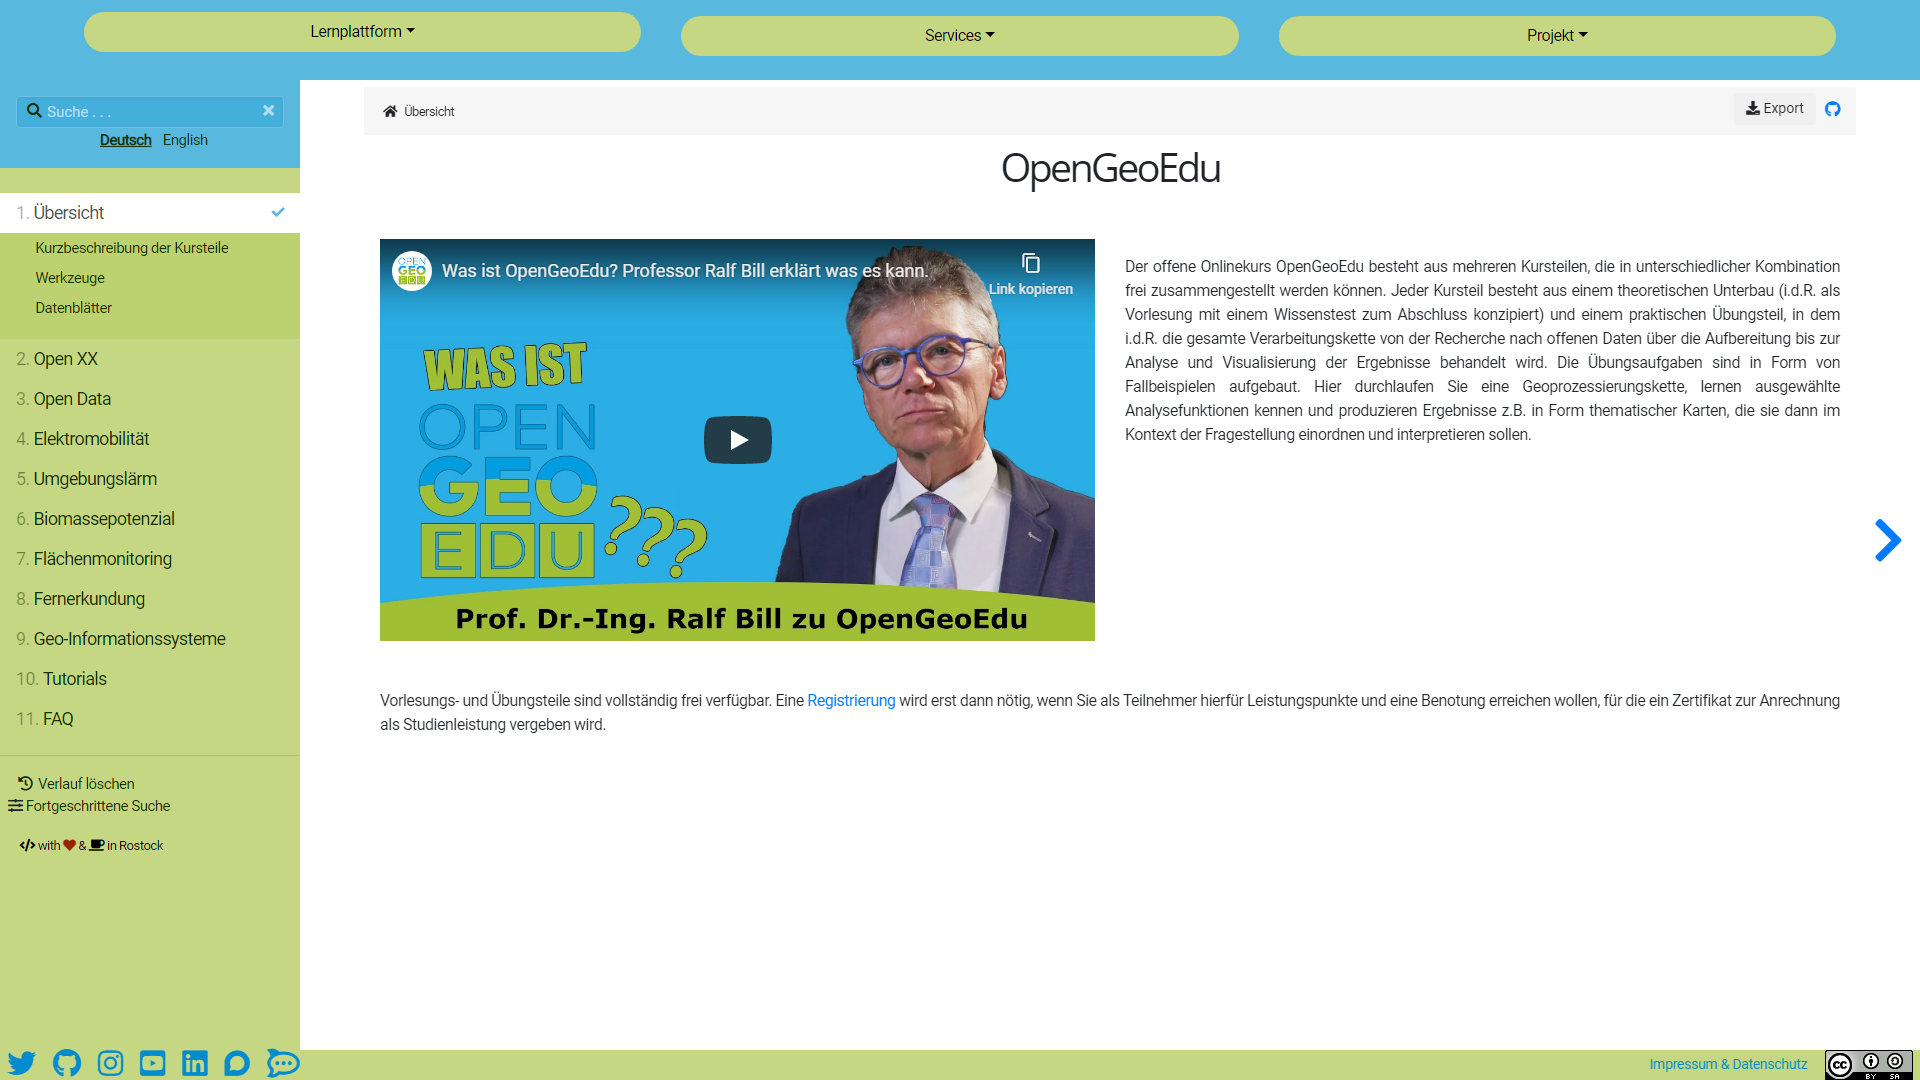 Lernplattform
Services
Projekt
Suche . . .
Deutsch English
1. Übersicht
Kurzbeschreibung der Kursteile
Werkzeuge
Datenblätter
2. Open XX
3. Open Data
4. Elektromobilität
5. Umgebungslärm
6. Biomassepotenzial
7. Flächenmonitoring
8. Fernerkundung
9. Geo-Informationssysteme
10. Tutorials
11. FAQ
Verlauf löschen
Fortgeschrittene Suche
with & in Rostock
Übersicht
Export
OpenGeoEdu
OPEN
GEO
EDU
Was ist OpenGeoEdu? Professor Ralf Bill erklärt was es kann.
Link kopieren
WAS IST
OPEN
GEO
EDU ???
Prof. Dr.-Ing. Ralf Bill zu OpenGeoEdu
Der offene Onlinekurs OpenGeoEdu besteht aus mehreren Kursteilen, die in unterschiedlicher Kombination
frei zusammengestellt werden können. Jeder Kursteil besteht aus einem theoretischen Unterbau (i.d.R. als
Vorlesung mit einem Wissenstest zum Abschluss konzipiert) und einem praktischen Übungsteil, in dem
i.d.R. die gesamte Verarbeitungskette von der Recherche nach offenen Daten über die Aufbereitung bis zur
Analyse und Visualisierung der Ergebnisse behandelt wird. Die Übungsaufgaben sind in Form von
Fallbeispielen aufgebaut. Hier durchlaufen Sie eine Geoprozessierungskette, lernen ausgewählte
Analysefunktionen kennen und produzieren Ergebnisse z.B. in Form thematischer Karten, die sie dann im
Kontext der Fragestellung einordnen und interpretieren sollen.
Vorlesungs- und Übungsteile sind vollständig frei verfügbar. Eine Registrierung wird erst dann nötig, wenn Sie als Teilnehmer hierfür Leistungspunkte und eine Benotung erreichen wollen, für die ein Zertifikat zur Anrechnung
als Studienleistung vergeben wird.
Impressum & Datenschutz
cc BY SA